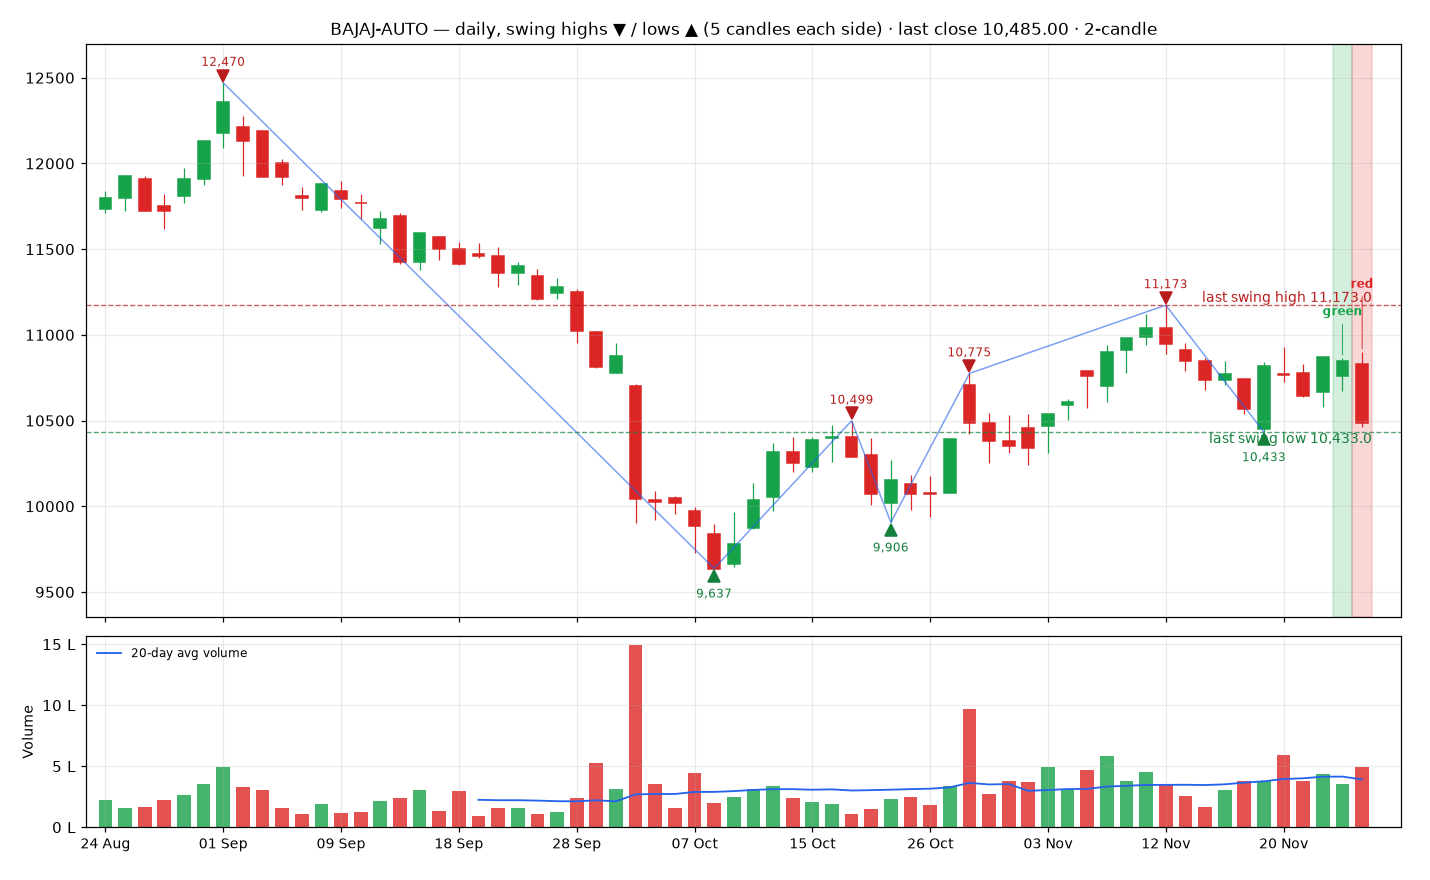 BAJAJ-AUTO — daily, swing highs ▼ / lows ▲ (5 candles each side) · last close 10,485.00 · 2-candle
12,470
12500
12000
11500
11000
10500
10000
9500
11,173
red
last swing high 11,173.0
green
10,775
10,499
last swing low 10,433.0
10,433
9,906
9,637
15 L
10 L
5 L
0 L
Volume
20-day avg volume
24 Aug
01 Sep
09 Sep
18 Sep
28 Sep
07 Oct
15 Oct
26 Oct
03 Nov
12 Nov
20 Nov